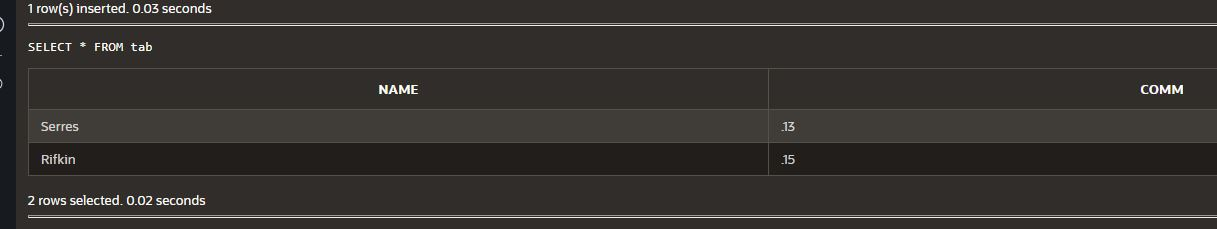 1 row(s) inserted. 0.03 seconds
SELECT * FROM tab
NAME COMM
Serres .13
Rifkin .15
2 rows selected. 0.02 seconds